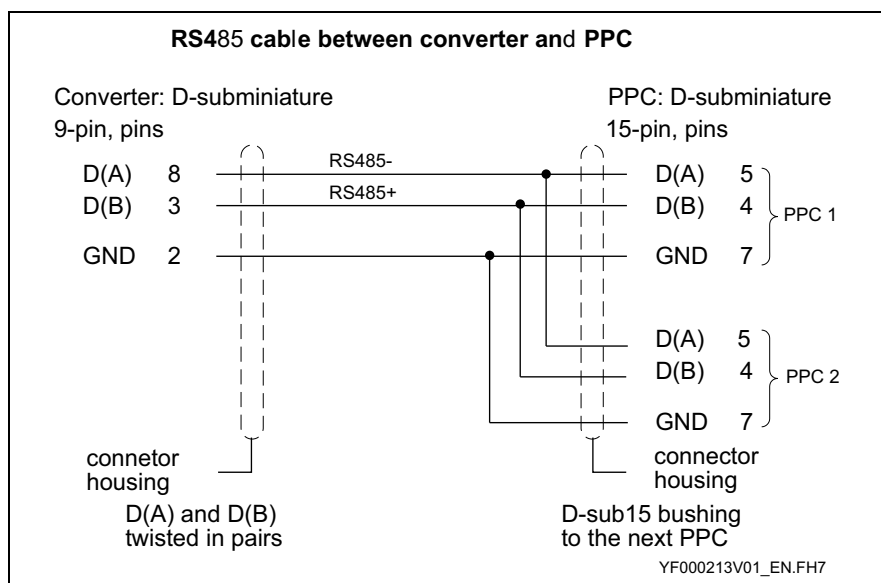 RS485 cable between converter and PPC
Converter: D-subminiature
9-pin, pins
PPC: D-subminiature
15-pin, pins
D(A) 8 RS485- D(A) 5
D(B) 3 RS485+ D(B) 4
PPC 1
GND 2 GND 7
D(A) 5
D(B) 4
PPC 2
GND 7
connetor
housing
connector
housing
D(A) and D(B)
twisted in pairs
D-sub15 bushing
to the next PPC
YF000213V01_EN.FH7